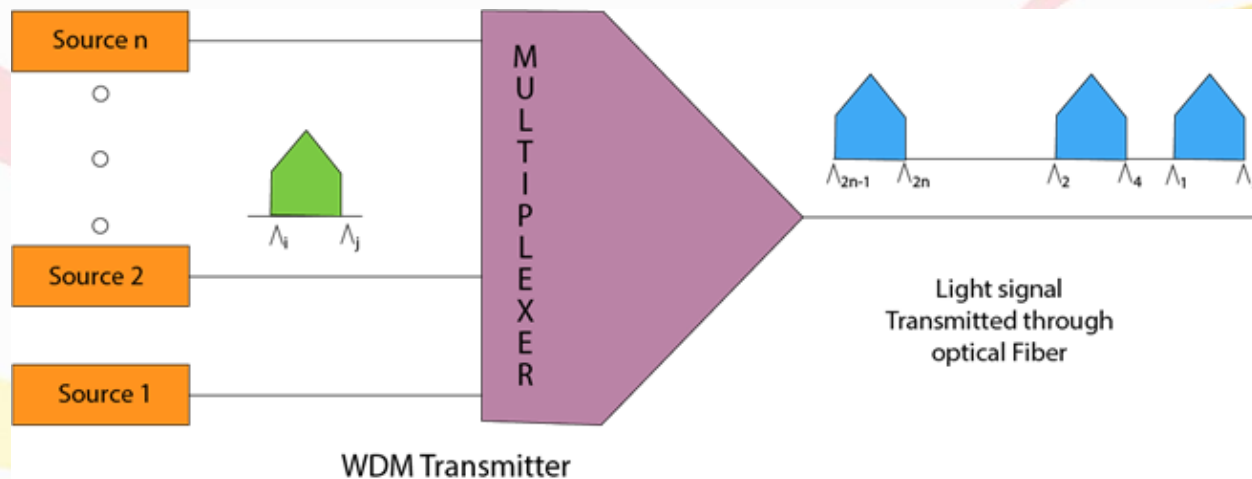 Source n
MULTIPLEXER
Λi Λj
Λ2n-1 Λ2n Λ2 Λ4 Λ1 Λ
Source 2
Light signal
Transmitted through
optical Fiber
Source 1
WDM Transmitter